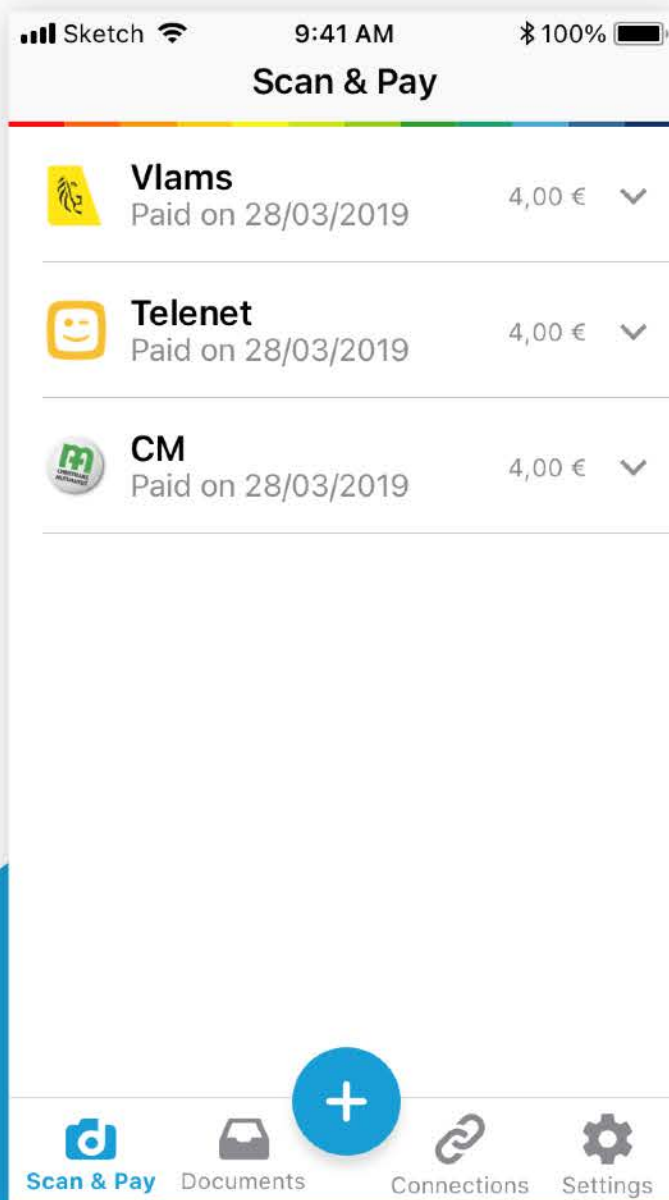 Sketch 9:41 AM 100%
Scan & Pay
Vlams
Paid on 28/03/2019
4,00 €
Telenet
Paid on 28/03/2019
4,00 €
CM
Paid on 28/03/2019
4,00 €
Scan & Pay
Documents
Connections
Settings